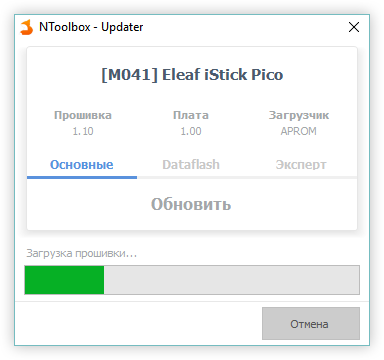 NToolbox - Updater
[M041] Eleaf iStick Pico
Прошивка Плата Загрузчик
1.10 1.00 APROM
Основные Dataflash Эксперт
Обновить
Загрузка прошивки...
Отмена